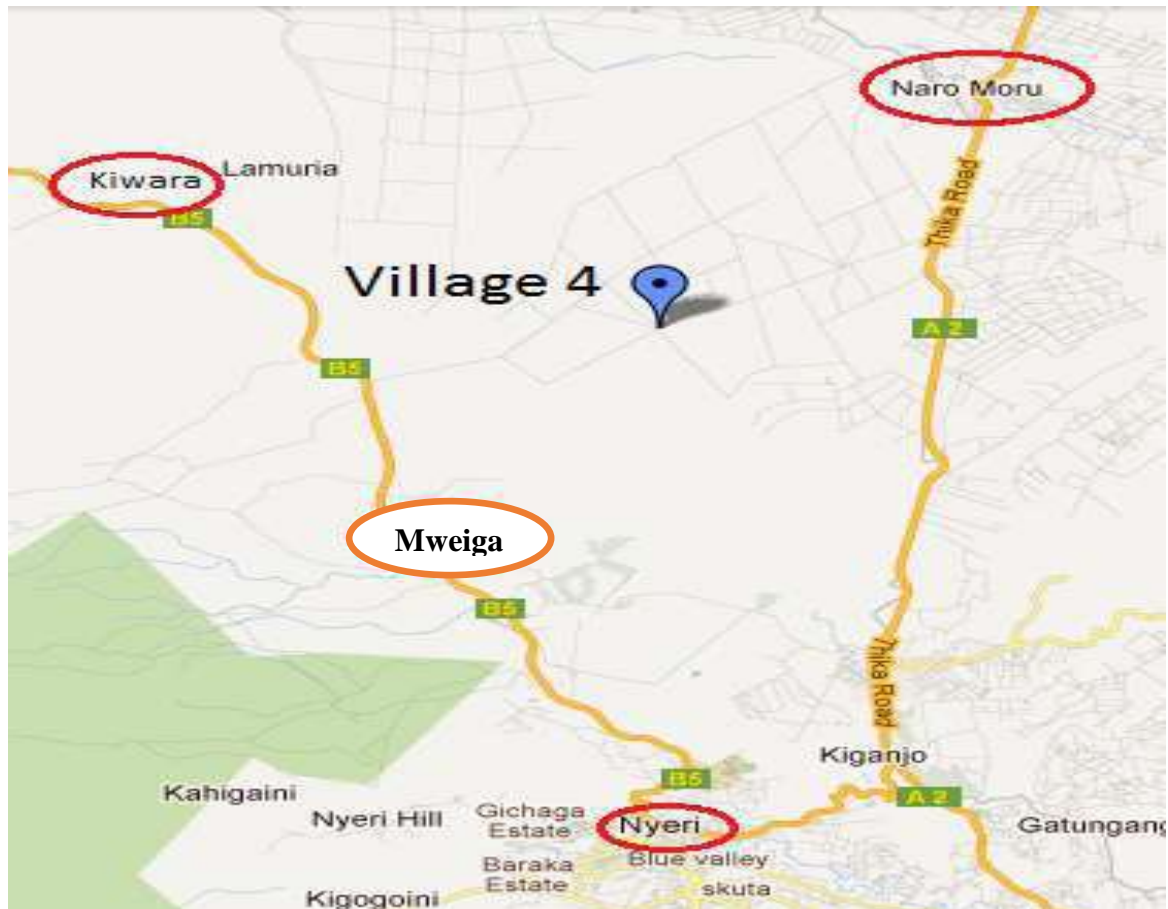 Naro Moru
Kiwara
Lamuria
B5
Thika Road
Village 4
A 2
B5
Mweiga
B5
Thika Road
Kiganjo
B5
A 2
Kahigaini
Nyeri Hill
Gichaga
Estate
Nyeri
Gatungang
Blue valley
Baraka
Estate
skuta
Kigogoini